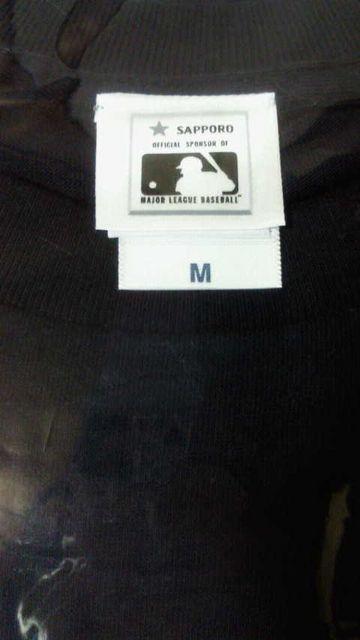 SAPPORO
OFFICIAL SPONSOR OF
MAJOR LEAGUE BASEBALL
M